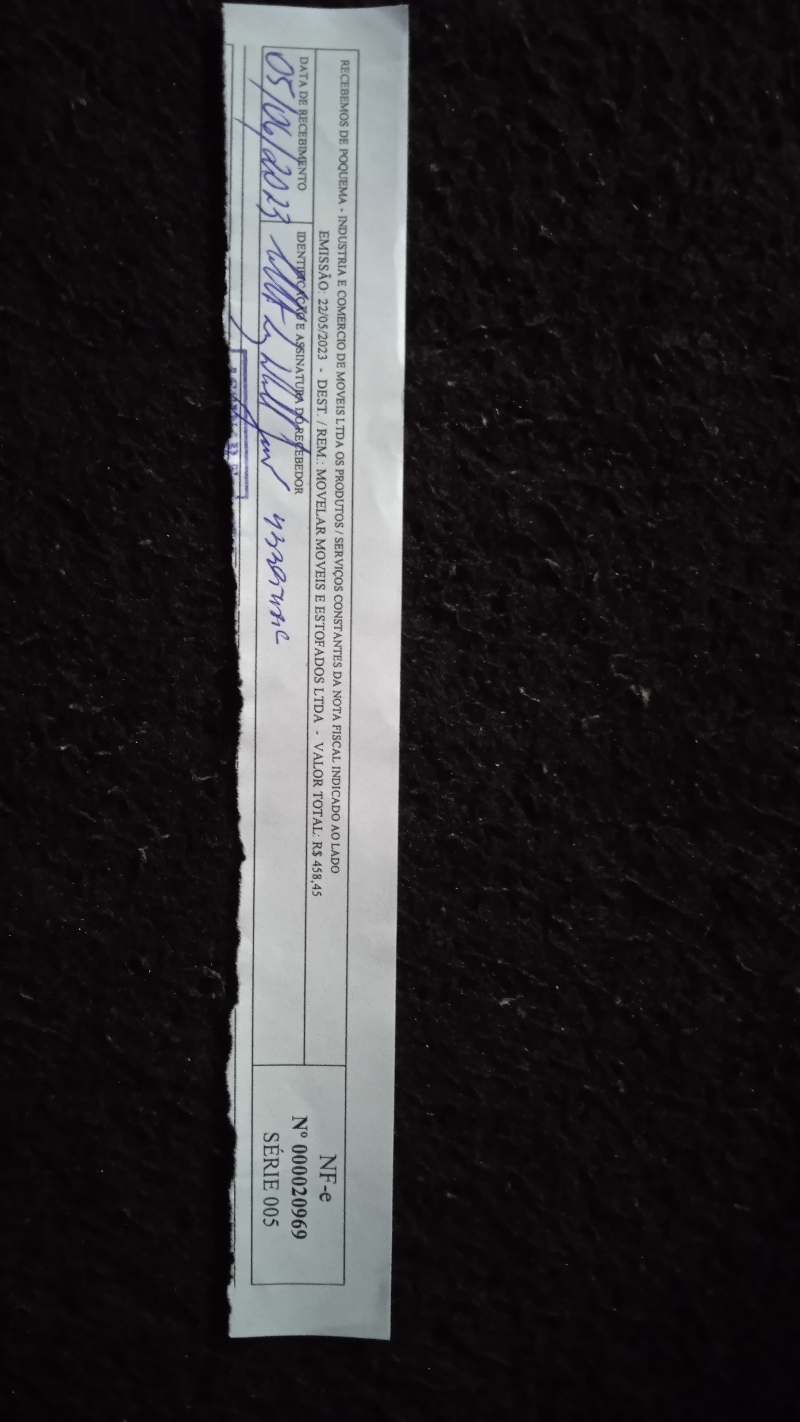 RECEBEMOS DE POQUEMA - INDUSTRIA E COMERCIO DE MOVEIS LTDA OS PRODUTOS / SERVIÇOS CONSTANTES DA NOTA FISCAL INDICADO AO LADO
EMISSÃO: 22/05/2023 - DEST. / REM.: MOVELAR MOVEIS E ESTOFADOS LTDA - VALOR TOTAL: R$ 458,45
DATA DE RECEBIMENTO
05/06/2023
IDENTIFICAÇÃO E ASSINATURA DO RECEBEDOR
NF-e
Nº 000020969
SÉRIE 005